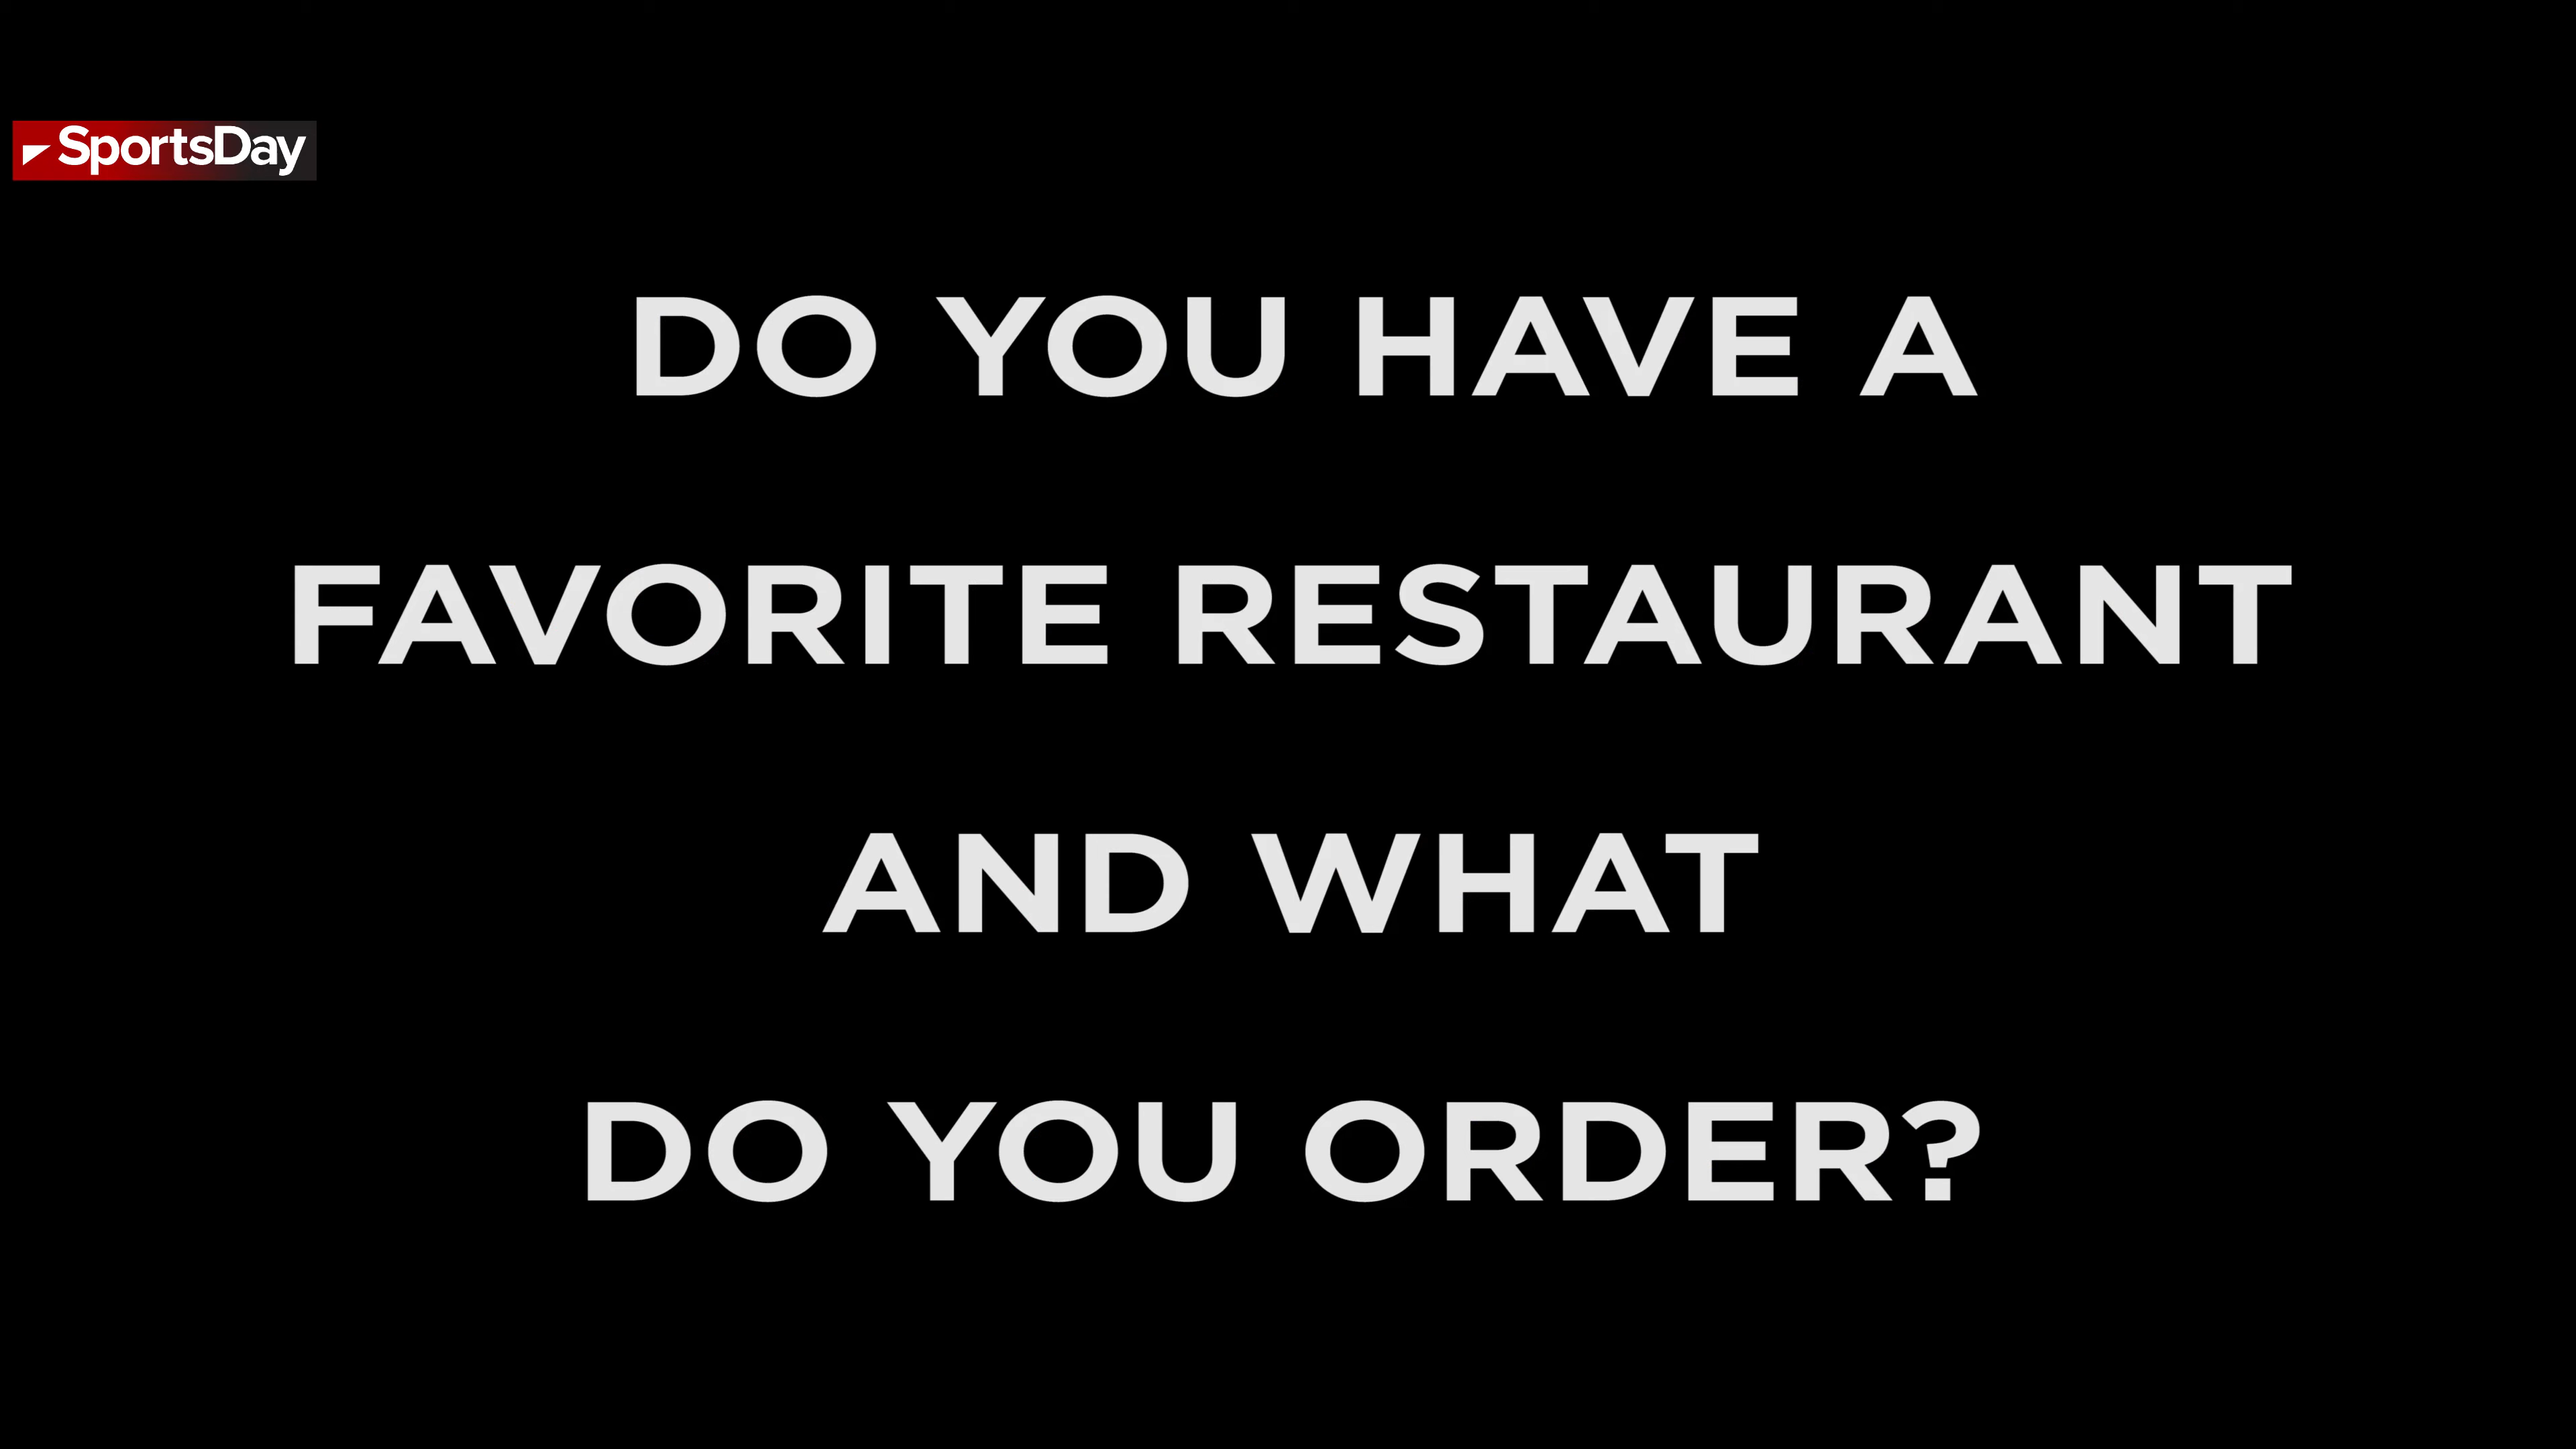 SportsDay
DO YOU HAVE A
FAVORITE RESTAURANT
AND WHAT
DO YOU ORDER?